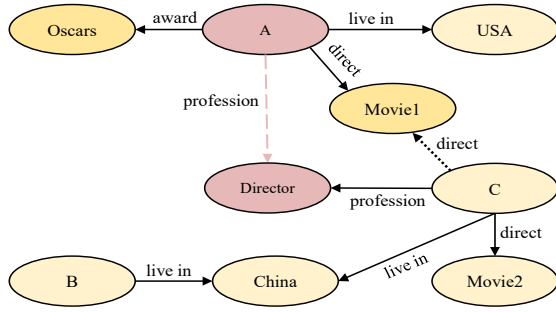 Oscars
award
A
live in
USA
direct
profession
Movie1
direct
Director
profession
C
live in
direct
B
live in
China
Movie2